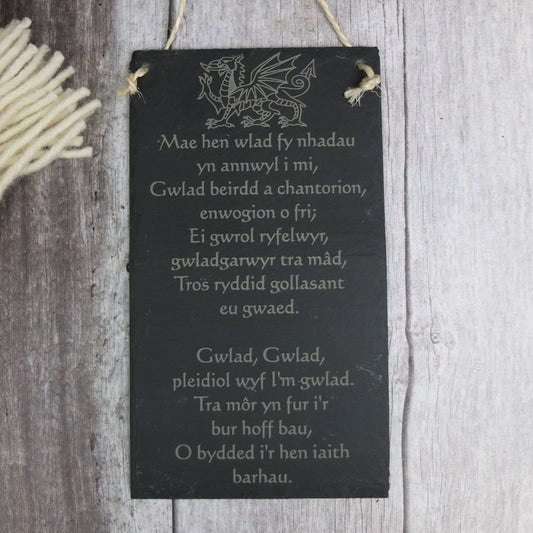 Mae hen wlad fy nhadau
yn annwyl i mi,
Gwlad beirdd a chantorion,
enwogion o fri;
Ei gwrol ryfelwyr,
gwladgarwyr tra mâd,
Tros ryddid gollasant
eu gwaed.
Gwlad, Gwlad,
pleidiol wyf I'm gwlad.
Tra môr yn fur i'r
bur hoff bau,
O bydded i'r hen iaith
barhau.